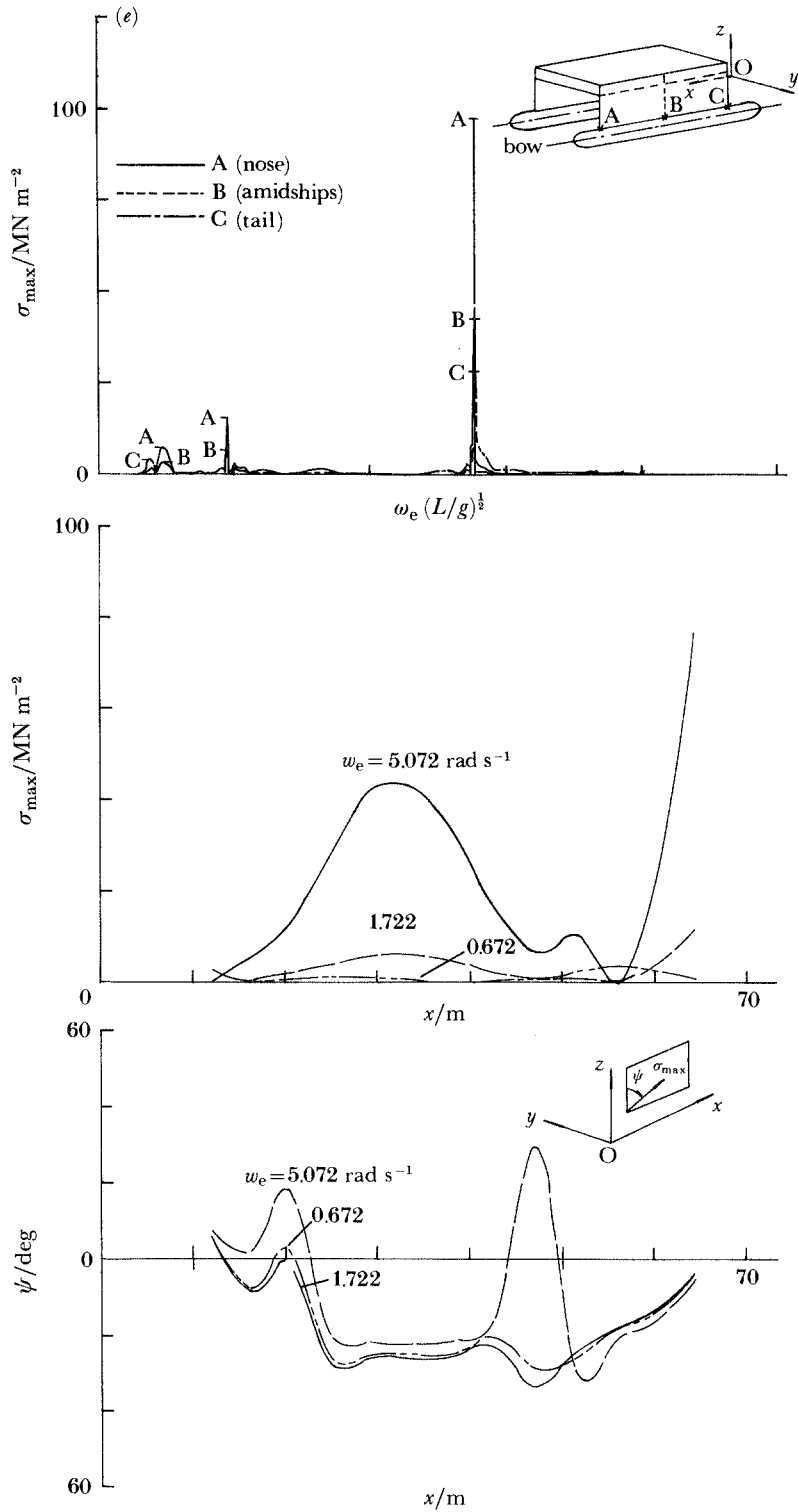 (e)
z
O
y
x
100
A
A
B
C
bow
A (nose)
B (amidships)
C (tail)
σmax/MN m⁻²
B
C
A
A
B
C
B
0
ωe (L/g)^½
100
σmax/MN m⁻²
we = 5.072 rad s⁻¹
1.722
0.672
0
70
x/m
60
z
ψ
σmax
x
y
O
we = 5.072 rad s⁻¹
0.672
ψ/deg
0
1.722
70
60
x/m